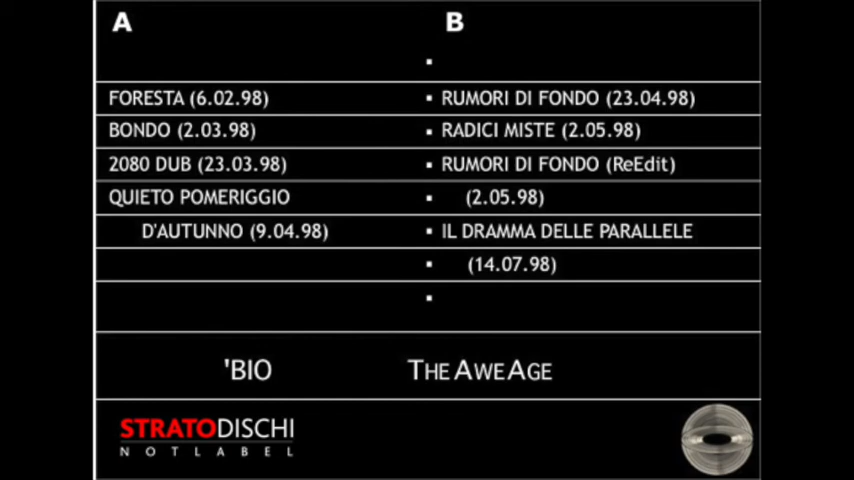 A
FORESTA (6.02.98)
BONDO (2.03.98)
2080 DUB (23.03.98)
QUIETO POMERIGGIO
D'AUTUNNO (9.04.98)
B
RUMORI DI FONDO (23.04.98)
RADICI MISTE (2.05.98)
RUMORI DI FONDO (ReEdit)
(2.05.98)
IL DRAMMA DELLE PARALLELE
(14.07.98)
'BIO
THE AWE AGE
STRATODISCHI
NOTLABEL